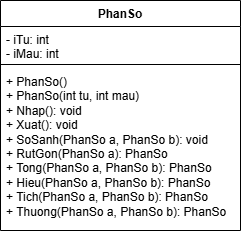 PhanSo
- iTu: int
- iMau: int
+ PhanSo()
+ PhanSo(int tu, int mau)
+ Nhap(): void
+ Xuat(): void
+ SoSanh(PhanSo a, PhanSo b): void
+ RutGon(PhanSo a): PhanSo
+ Tong(PhanSo a, PhanSo b): PhanSo
+ Hieu(PhanSo a, PhanSo b): PhanSo
+ Tich(PhanSo a, PhanSo b): PhanSo
+ Thuong(PhanSo a, PhanSo b): PhanSo